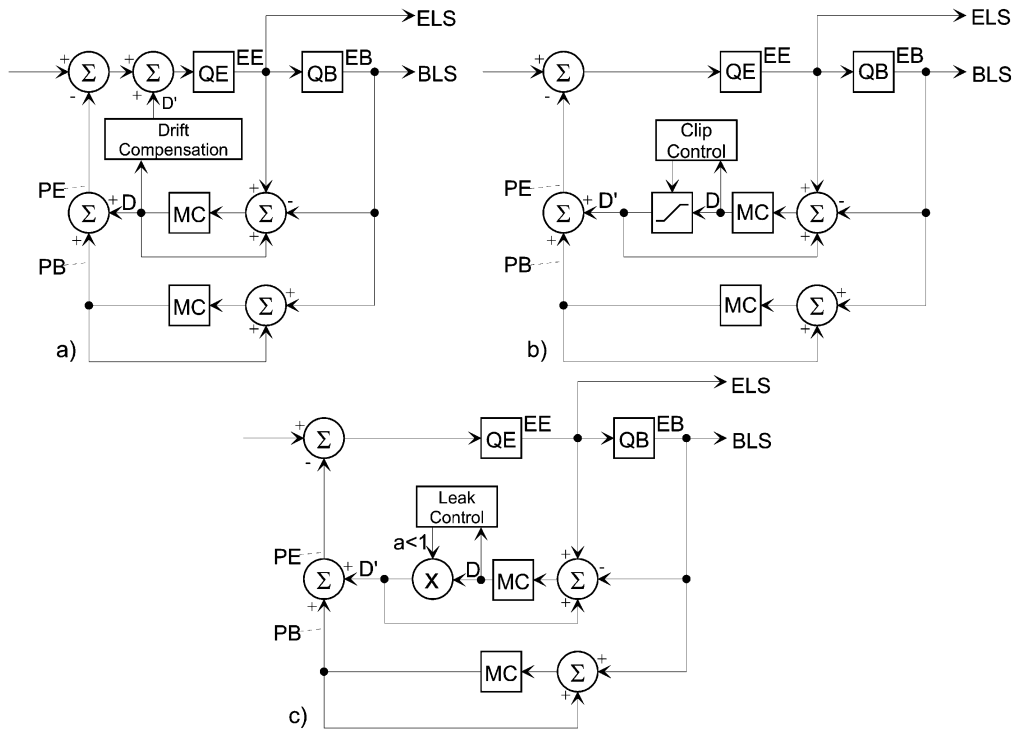 ELS
+ Σ + Σ + QE EE QB EB BLS
-
+ D'
Drift
Compensation
PE
+ D MC + Σ -
Σ
+
+
PB
MC Σ +
+
a)
ELS
+ Σ QE EE QB EB BLS
-
Clip
Control
PE
+ D' D MC + Σ -
Σ
+
+
PB
MC Σ +
+
b)
ELS
+ Σ QE EE QB EB BLS
-
Leak
Control
a<1
PE
+ D' X D MC + Σ -
Σ
+
+
PB
MC Σ +
+
c)